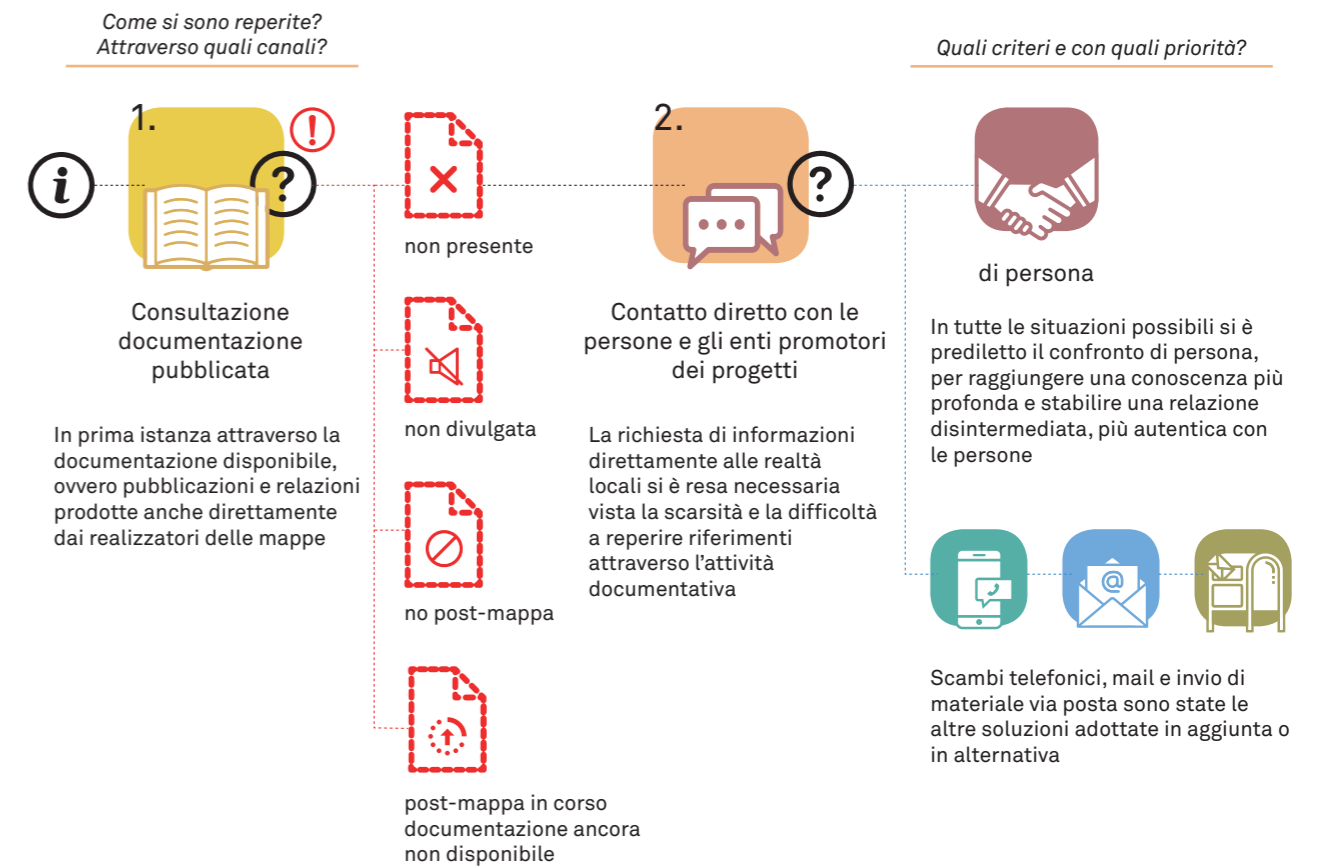 Come si sono reperite?
Attraverso quali canali?
Quali criteri e con quali priorità?
i
1.
?
!
Consultazione
documentazione
pubblicata
In prima istanza attraverso la
documentazione disponibile,
ovvero pubblicazioni e relazioni
prodotte anche direttamente
dai realizzatori delle mappe
non presente
non divulgata
no post-mappa
post-mappa in corso
documentazione ancora
non disponibile
2.
?
Contatto diretto con le
persone e gli enti promotori
dei progetti
La richiesta di informazioni
direttamente alle realtà
locali si è resa necessaria
vista la scarsità e la difficoltà
a reperire riferimenti
attraverso l'attività
documentativa
di persona
In tutte le situazioni possibili si è
prediletto il confronto di persona,
per raggiungere una conoscenza più
profonda e stabilire una relazione
disintermediata, più autentica con
le persone
@
Scambi telefonici, mail e invio di
materiale via posta sono state le
altre soluzioni adottate in aggiunta o
in alternativa